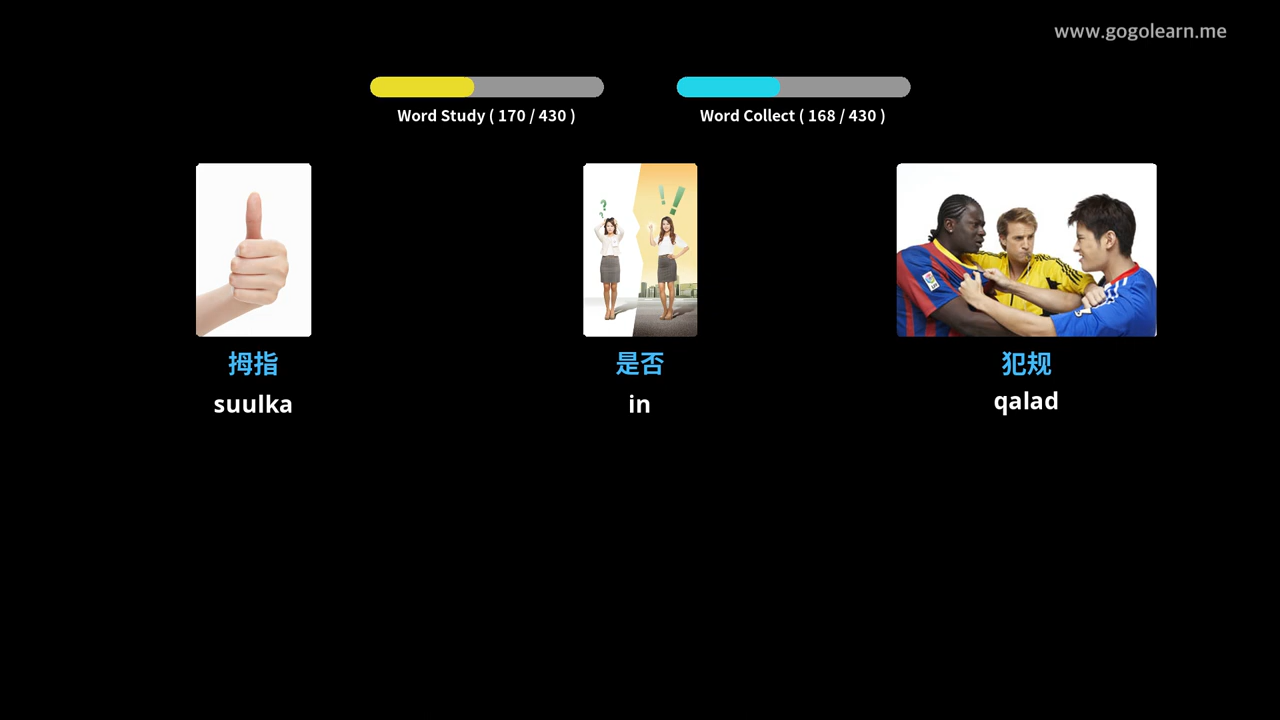 www.gogolearn.me
Word Study ( 170 / 430 )
Word Collect ( 168 / 430 )
拇指
是否
犯规
suulka
in
qalad